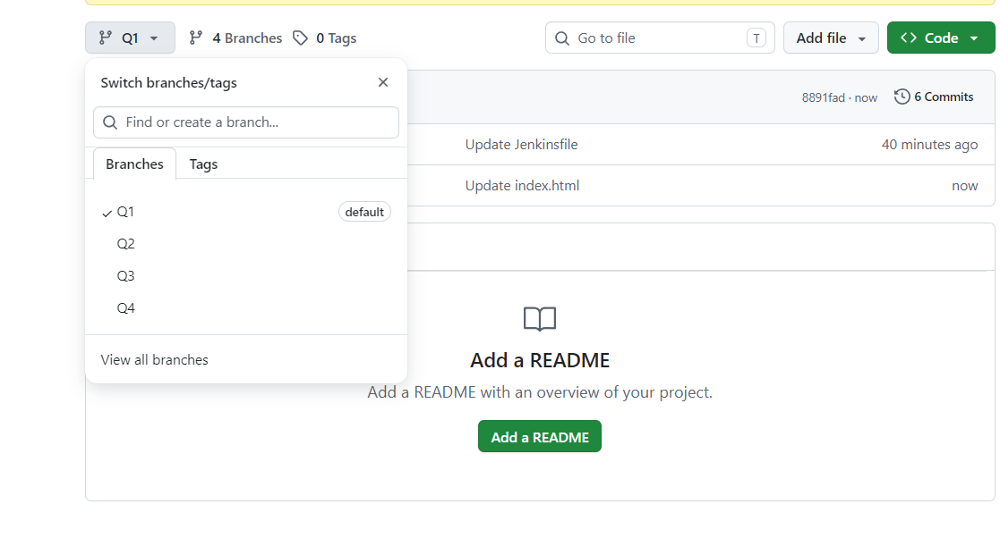 Q1
4 Branches
0 Tags
Go to file
T
Add file
Code
Switch branches/tags
Find or create a branch...
Branches
Tags
Q1
default
Q2
Q3
Q4
View all branches
8891fad · now
6 Commits
Update Jenkinsfile
40 minutes ago
Update index.html
now
Add a README
Add a README with an overview of your project.
Add a README